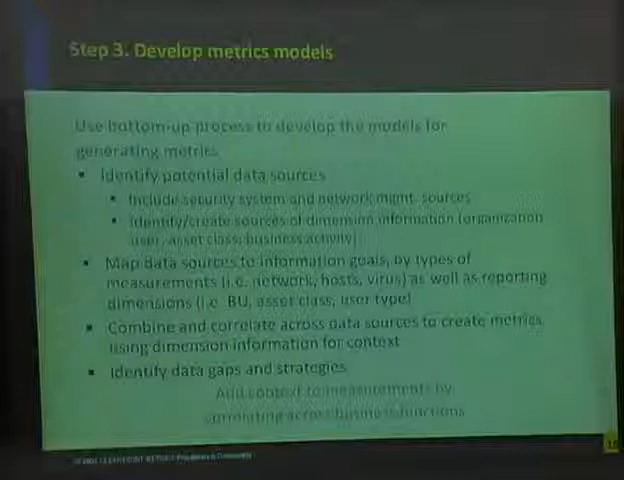 Step 3. Develop metrics models
Use bottom-up process to develop the models for
generating metrics
▪ Identify potential data sources
▪ Include security system and network mgmt. sources
▪ Identify/create sources of dimension information (organization
user, asset class, business activity)
▪ Map data sources to information goals, by types of
measurements (i.e. network, hosts, virus) as well as reporting
dimensions (i.e. BU, asset class, user type)
▪ Combine and correlate across data sources to create metrics,
using dimension information for context
▪ Identify data gaps and strategies
Add context to measurements by
correlating across business functions